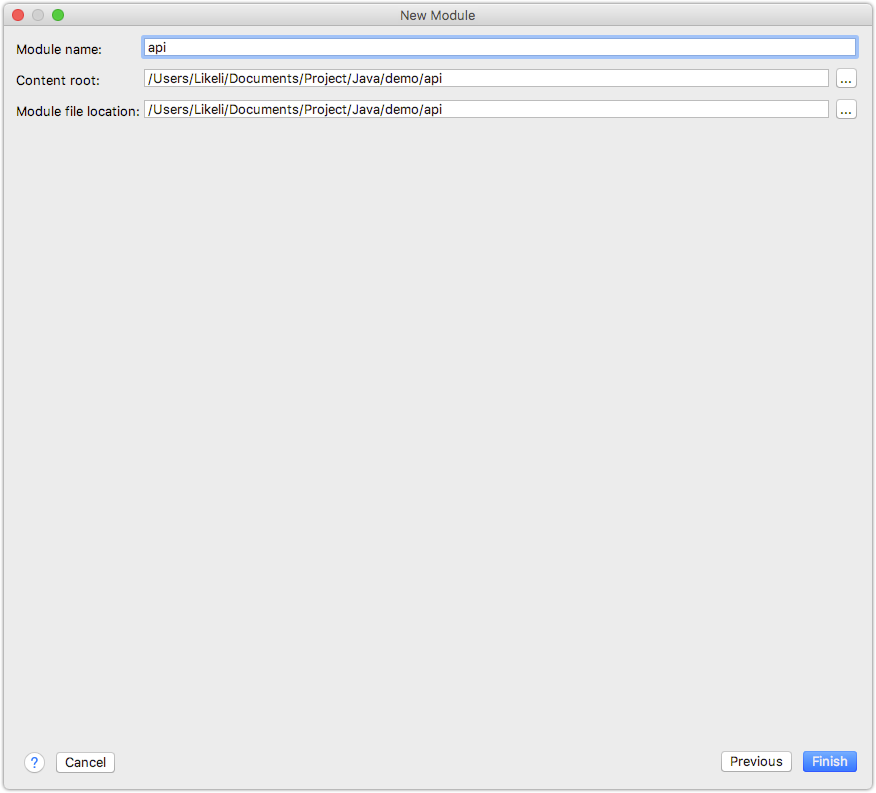 New Module
Module name: api
Content root: /Users/Likeli/Documents/Project/Java/demo/api ...
Module file location: /Users/Likeli/Documents/Project/Java/demo/api ...
? Cancel Previous Finish